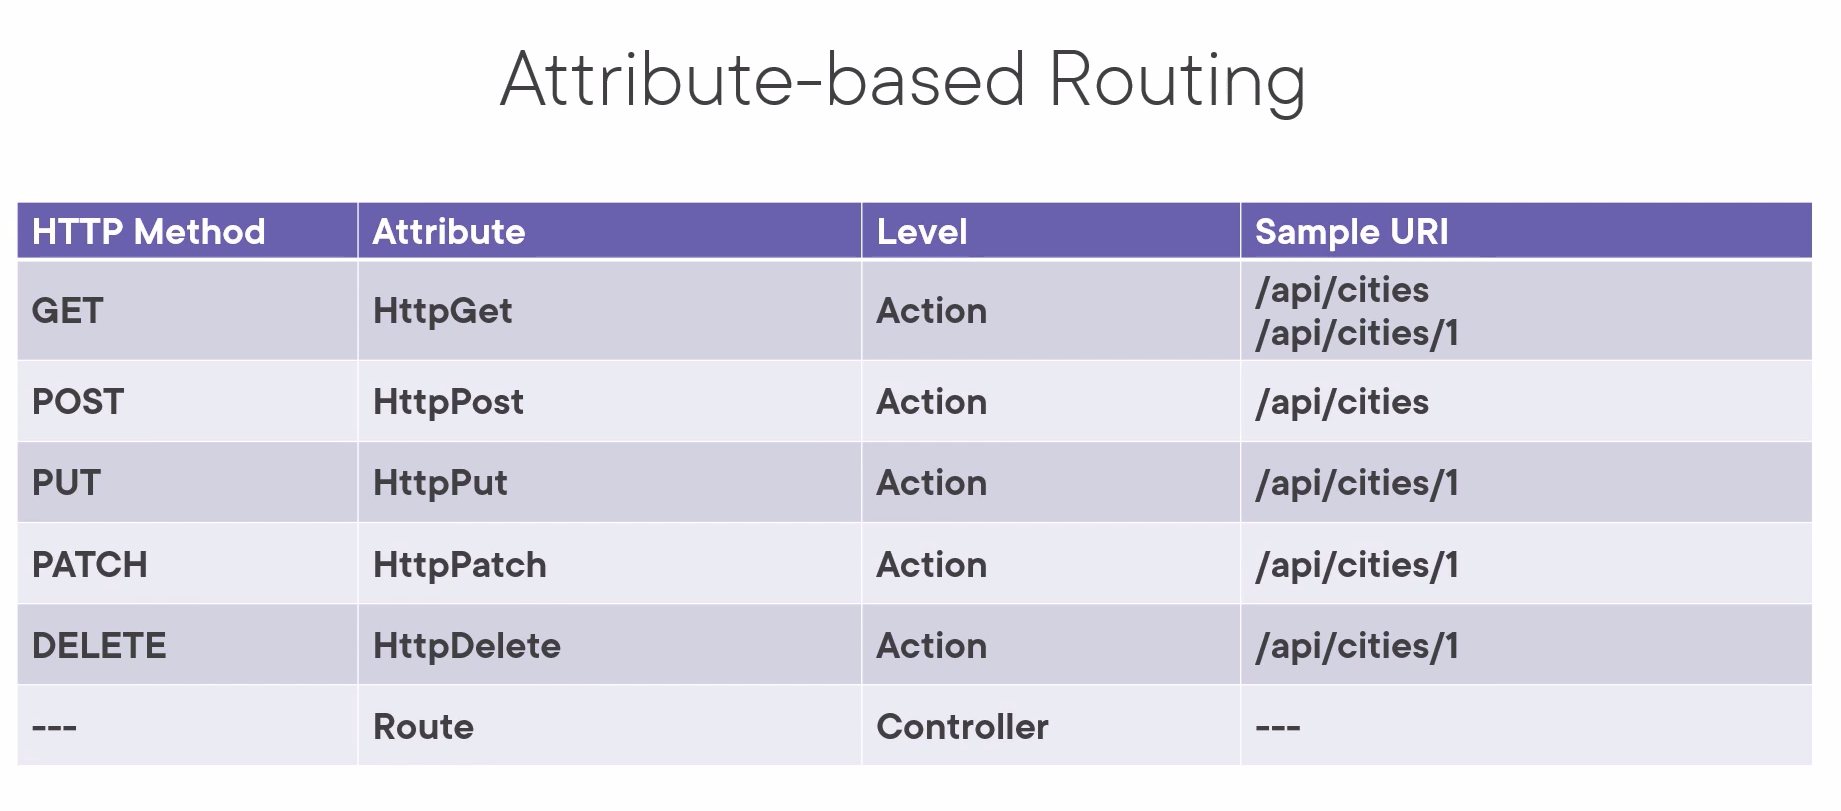 Attribute-based Routing
HTTP Method Attribute Level Sample URI
GET HttpGet Action /api/cities
/api/cities/1
POST HttpPost Action /api/cities
PUT HttpPut Action /api/cities/1
PATCH HttpPatch Action /api/cities/1
DELETE HttpDelete Action /api/cities/1
--- Route Controller ---